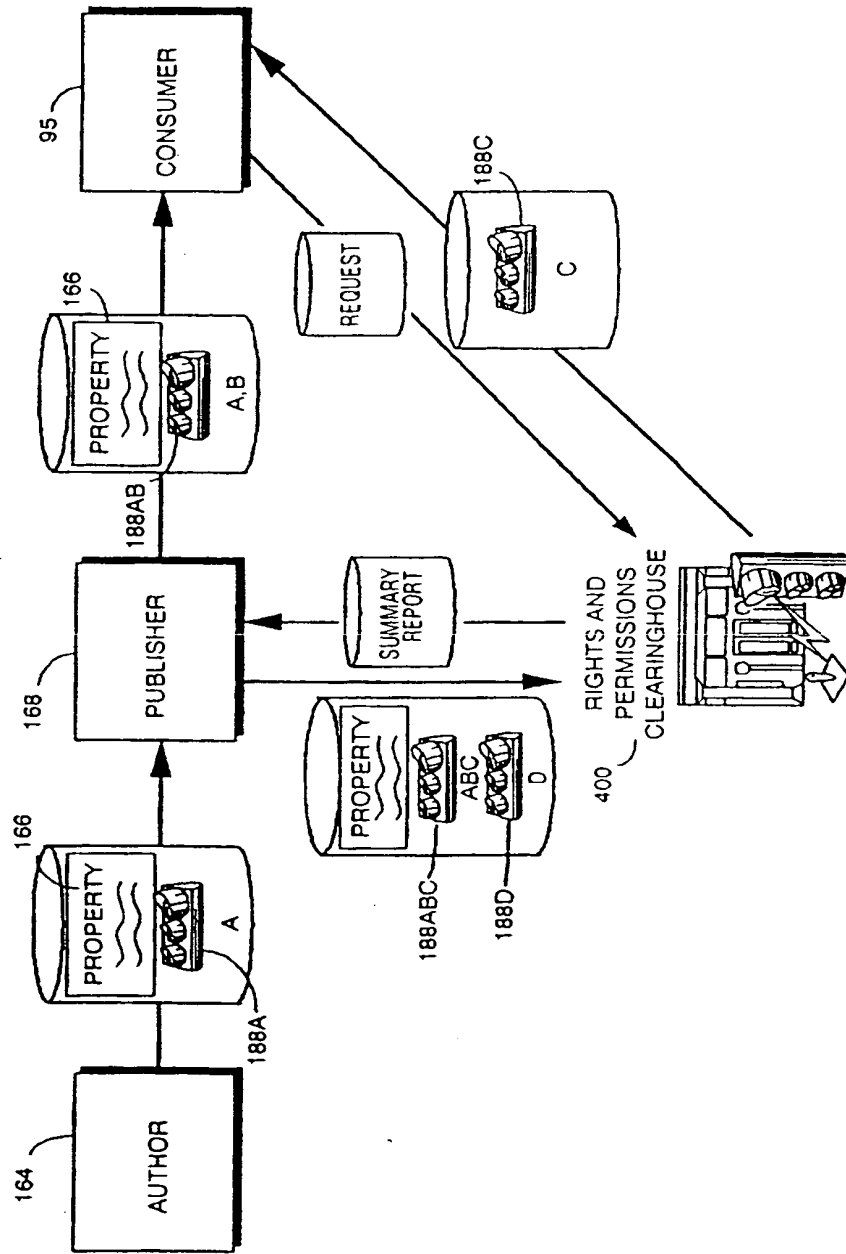 164
AUTHOR
166
PROPERTY
A
188A
168
PUBLISHER
188AB
166
PROPERTY
A,B
95
CONSUMER
SUMMARY
REPORT
PROPERTY
ABC
D
188ABC
188D
REQUEST
188C
C
400
RIGHTS AND
PERMISSIONS
CLEARINGHOUSE